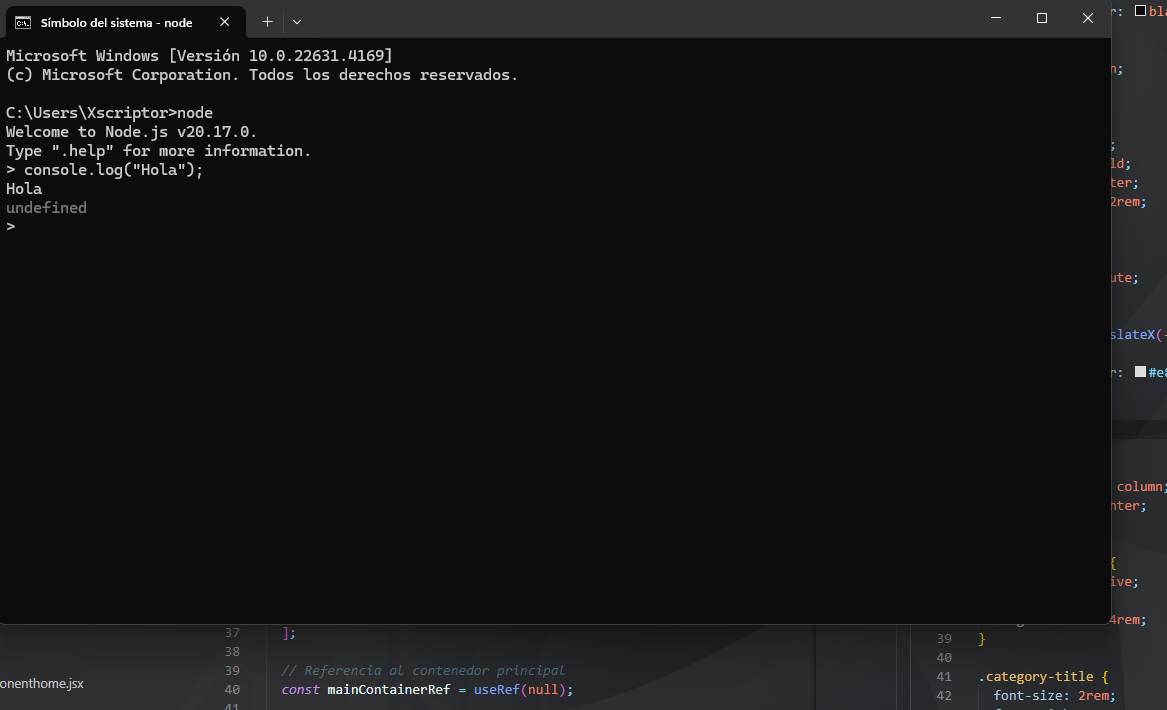 Símbolo del sistema - node
Microsoft Windows [Versión 10.0.22631.4169]
(c) Microsoft Corporation. Todos los derechos reservados.
C:\Users\Xscriptor>node
Welcome to Node.js v20.17.0.
Type ".help" for more information.
> console.log("Hola");
Hola
undefined
>
r: bla
n;
;
ld;
ter;
2rem;
ute;
slateX(-
r: #e8
column;
nter;
{
ive;
4rem;
onenthome.jsx
37 ];
38
39 // Referencia al contenedor principal
40 const mainContainerRef = useRef(null);
41
39 }
40
41 .category-title {
42 font-size: 2rem;